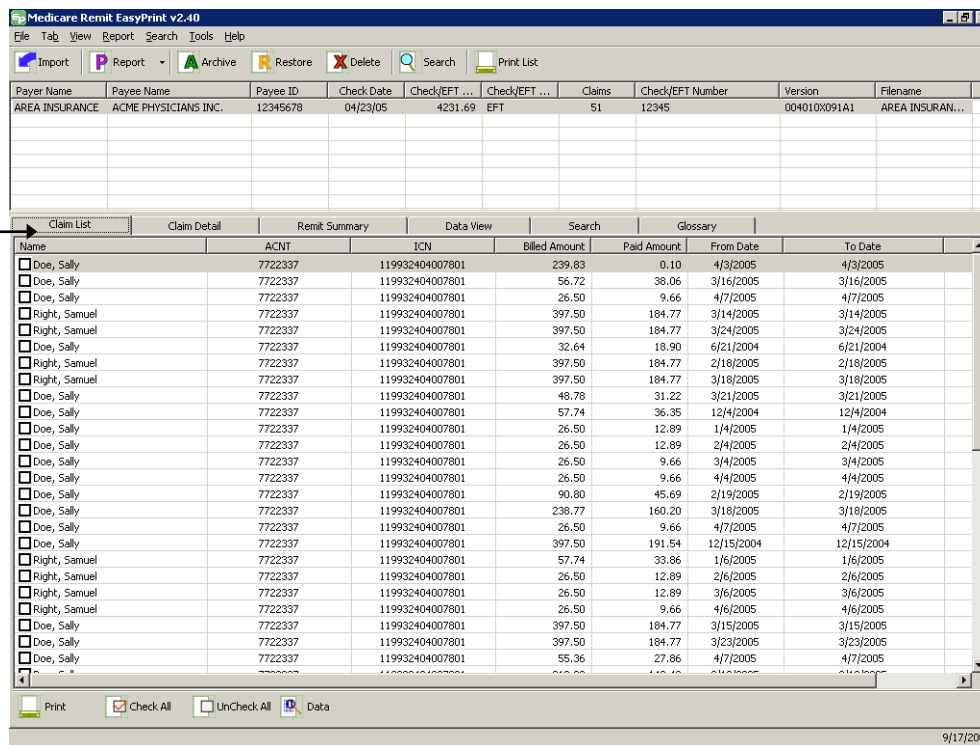 Medicare Remit EasyPrint v2.40
File Tab View Report Search Tools Help
Import Report Archive Restore Delete Search Print List
Payer Name Payee Name Payee ID Check Date Check/EFT ... Check/EFT ... Claims Check/EFT Number Version Filename
AREA INSURANCE ACME PHYSICIANS INC. 12345678 04/23/05 4231.69 EFT 51 12345 004010X091A1 AREA INSURAN...
Claim List Claim Detail Remit Summary Data View Search Glossary
Name ACNT ICN Billed Amount Paid Amount From Date To Date
Doe, Sally 7722337 119932404007801 239.83 0.10 4/3/2005 4/3/2005
Doe, Sally 7722337 119932404007801 56.72 38.06 3/16/2005 3/16/2005
Doe, Sally 7722337 119932404007801 26.50 9.66 4/7/2005 4/7/2005
Right, Samuel 7722337 119932404007801 397.50 184.77 3/14/2005 3/14/2005
Right, Samuel 7722337 119932404007801 397.50 184.77 3/24/2005 3/24/2005
Doe, Sally 7722337 119932404007801 32.64 18.90 6/21/2004 6/21/2004
Right, Samuel 7722337 119932404007801 397.50 184.77 2/18/2005 2/18/2005
Right, Samuel 7722337 119932404007801 397.50 184.77 3/18/2005 3/18/2005
Doe, Sally 7722337 119932404007801 48.78 31.22 3/21/2005 3/21/2005
Doe, Sally 7722337 119932404007801 57.74 36.35 12/4/2004 12/4/2004
Doe, Sally 7722337 119932404007801 26.50 12.89 1/4/2005 1/4/2005
Doe, Sally 7722337 119932404007801 26.50 12.89 2/4/2005 2/4/2005
Doe, Sally 7722337 119932404007801 26.50 9.66 3/4/2005 3/4/2005
Doe, Sally 7722337 119932404007801 26.50 9.66 4/4/2005 4/4/2005
Doe, Sally 7722337 119932404007801 90.80 45.69 2/19/2005 2/19/2005
Doe, Sally 7722337 119932404007801 238.77 160.20 3/18/2005 3/18/2005
Doe, Sally 7722337 119932404007801 26.50 9.66 4/7/2005 4/7/2005
Doe, Sally 7722337 119932404007801 397.50 191.54 12/15/2004 12/15/2004
Right, Samuel 7722337 119932404007801 57.74 33.86 1/6/2005 1/6/2005
Right, Samuel 7722337 119932404007801 26.50 12.89 2/6/2005 2/6/2005
Right, Samuel 7722337 119932404007801 26.50 12.89 3/6/2005 3/6/2005
Right, Samuel 7722337 119932404007801 26.50 9.66 4/6/2005 4/6/2005
Doe, Sally 7722337 119932404007801 397.50 184.77 3/15/2005 3/15/2005
Doe, Sally 7722337 119932404007801 397.50 184.77 3/23/2005 3/23/2005
Doe, Sally 7722337 119932404007801 55.36 27.86 4/7/2005 4/7/2005
Print Check All UnCheck All Data
9/17/20